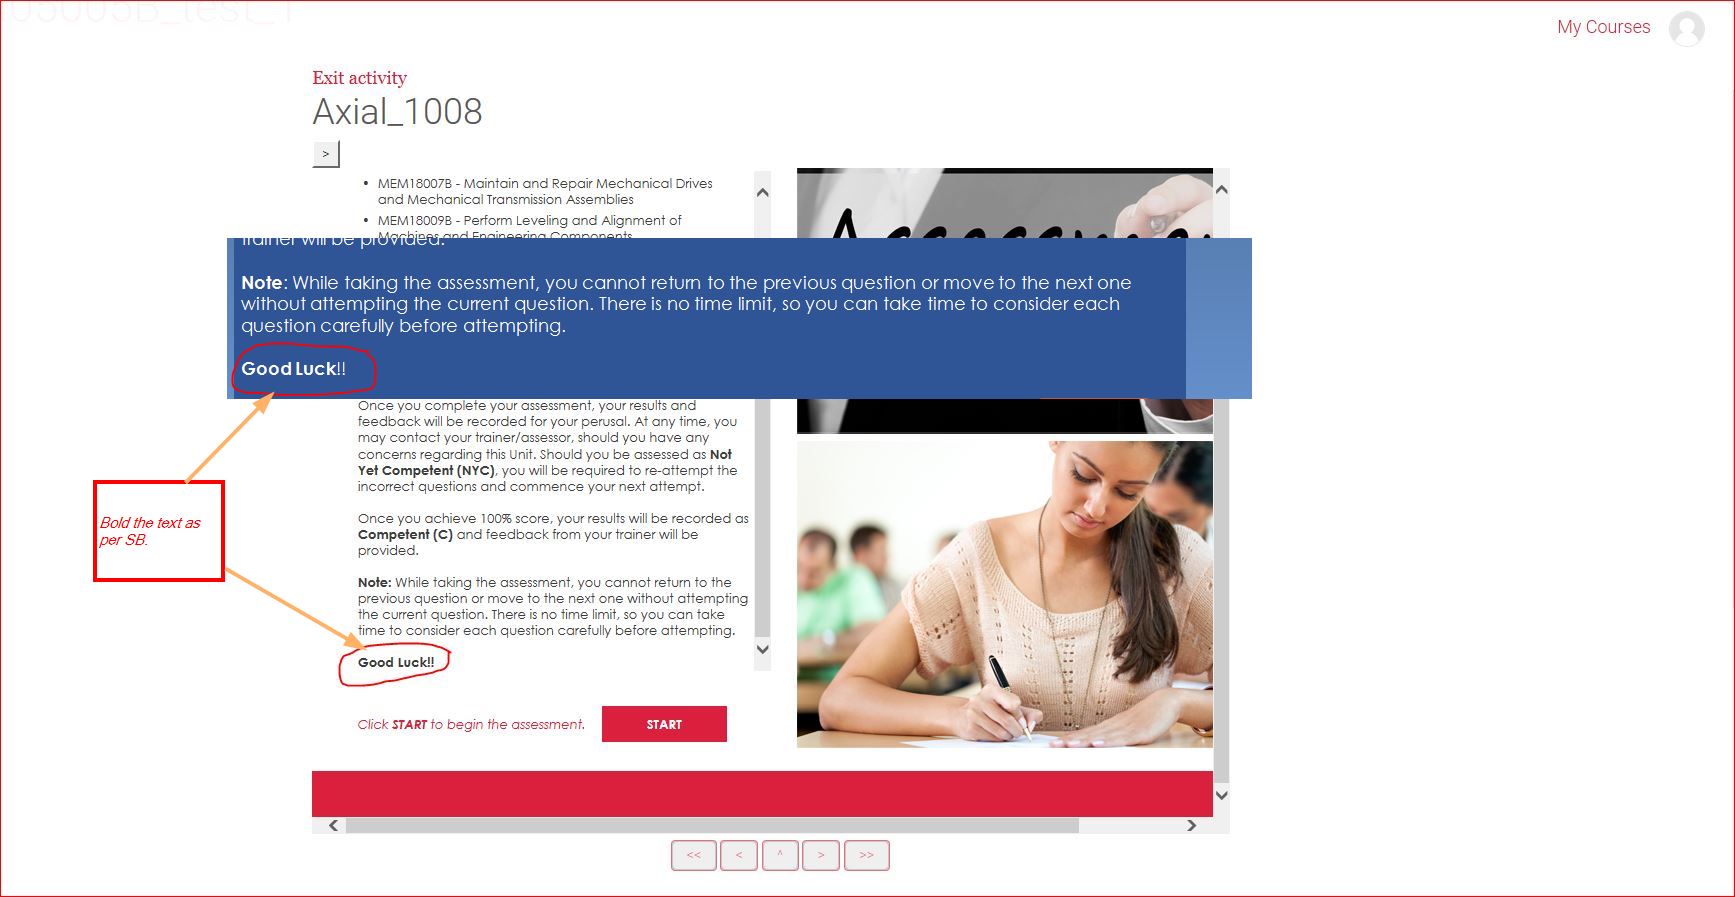 05005B_test_1
My Courses
Exit activity
Axial_1008
>
• MEM18007B - Maintain and Repair Mechanical Drives
and Mechanical Transmission Assemblies
• MEM18009B - Perform Leveling and Alignment of
Machines and Engineering Components
trainer will be provided.
Note: While taking the assessment, you cannot return to the previous question or move to the next one
without attempting the current question. There is no time limit, so you can take time to consider each
question carefully before attempting.
Good Luck!!
Once you complete your assessment, your results and
feedback will be recorded for your perusal. At any time, you
may contact your trainer/assessor, should you have any
concerns regarding this Unit. Should you be assessed as Not
Yet Competent (NYC), you will be required to re-attempt the
incorrect questions and commence your next attempt.
Once you achieve 100% score, your results will be recorded as
Competent (C) and feedback from your trainer will be
provided.
Note: While taking the assessment, you cannot return to the
previous question or move to the next one without attempting
the current question. There is no time limit, so you can take
time to consider each question carefully before attempting.
Good Luck!!
Bold the text as
per SB.
Click START to begin the assessment.
START
<< < ^ > >>